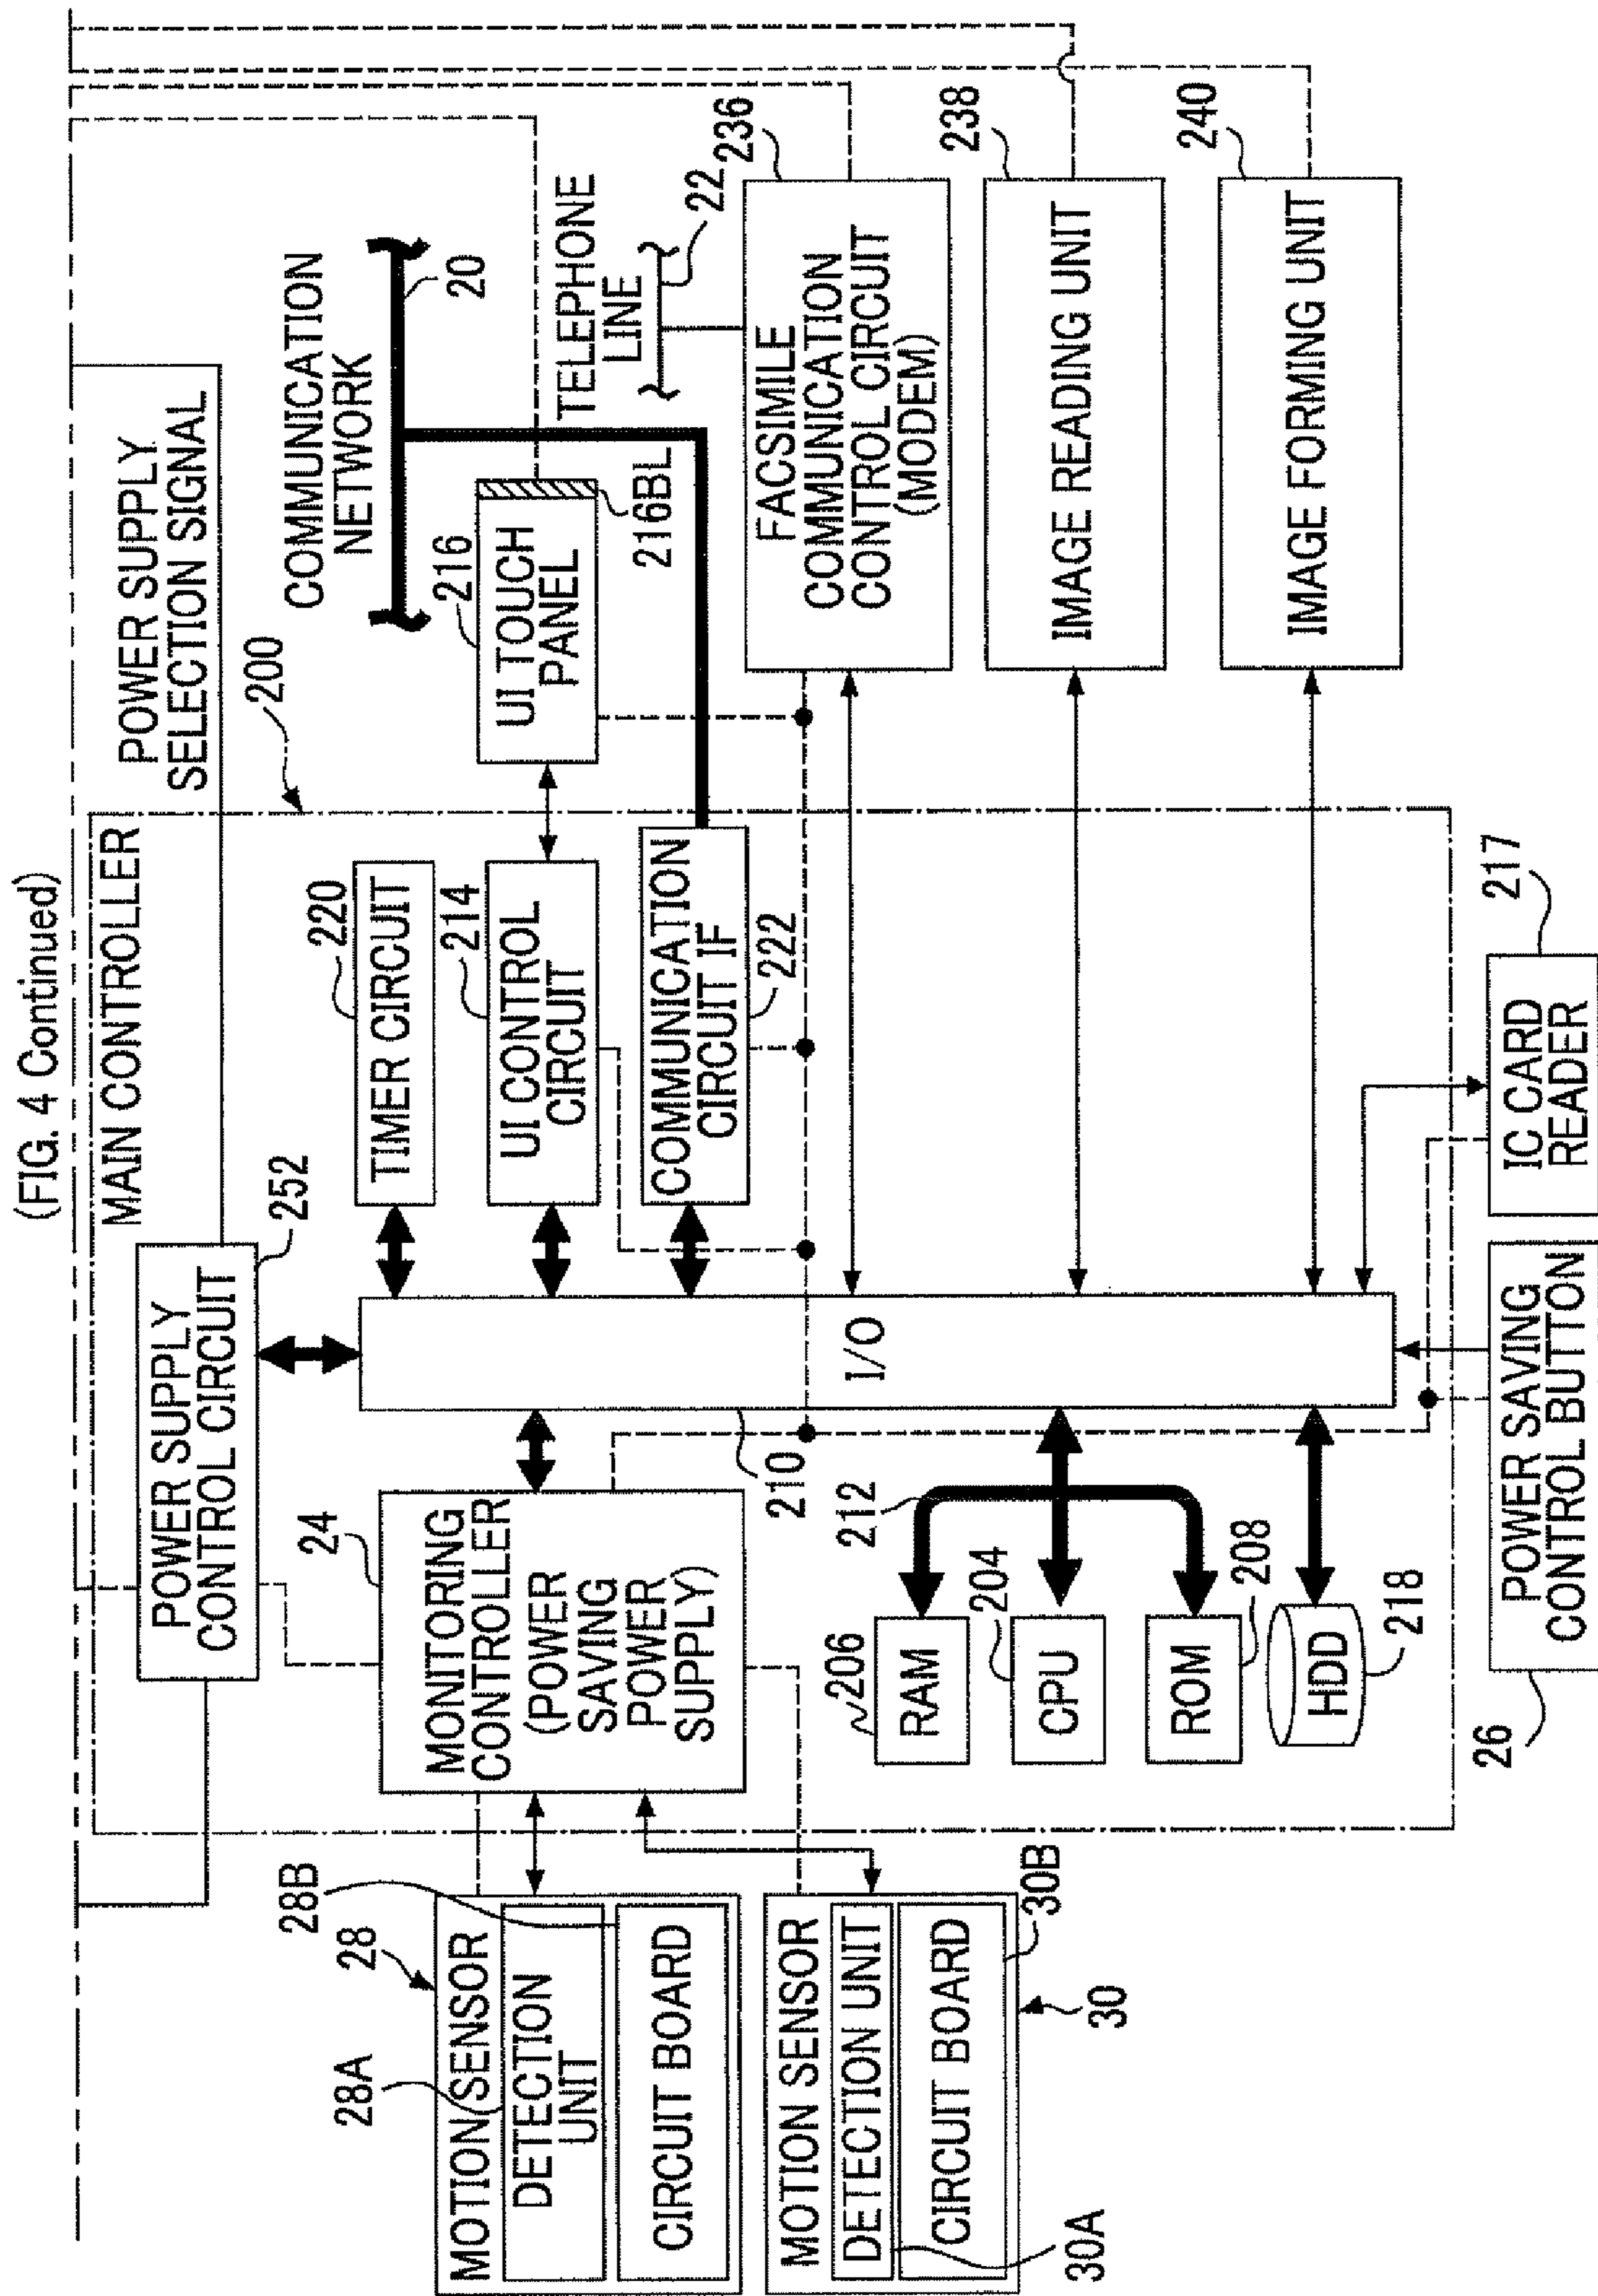 (FIG. 4 Continued)
MAIN CONTROLLER
POWER SUPPLY
SELECTION SIGNAL
200
POWER SUPPLY
CONTROL CIRCUIT
252
COMMUNICATION
NETWORK
20
TIMER CIRCUIT
220
UI CONTROL
CIRCUIT
214
UI TOUCH
PANEL
216
216BL
COMMUNICATION
CIRCUIT IF
222
TELEPHONE
LINE
22
FACSIMILE
COMMUNICATION
CONTROL CIRCUIT
(MODEM)
236
IMAGE READING UNIT
238
IMAGE FORMING UNIT
240
I/O
210
MONITORING
CONTROLLER
(POWER
SAVING
POWER
SUPPLY)
24
212
RAM
206
CPU
204
ROM
208
HDD
218
MOTION SENSOR
28
DETECTION
UNIT
28A
CIRCUIT BOARD
28B
MOTION SENSOR
30
DETECTION UNIT
30A
CIRCUIT BOARD
30B
POWER SAVING
CONTROL BUTTON
26
IC CARD
READER
217